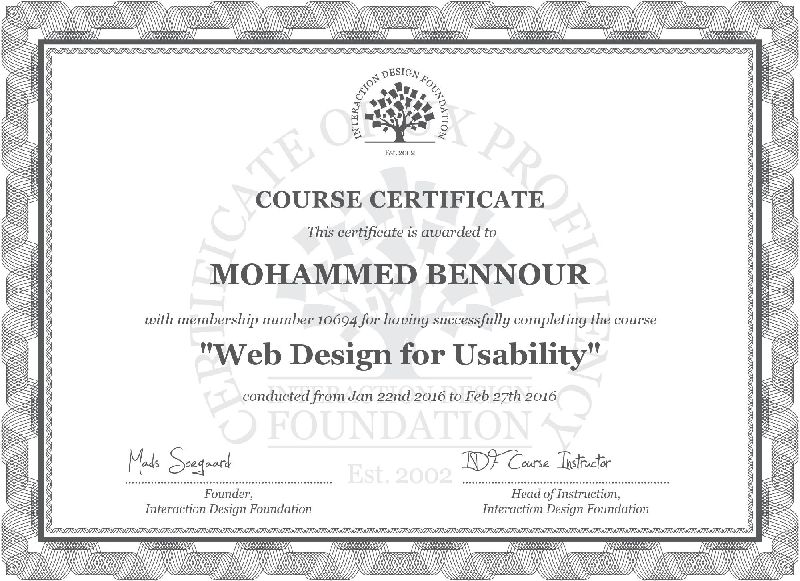 INTERACTION DESIGN FOUNDATION
Est. 2002
CERTIFICATE OF UX PROFICIENCY
COURSE CERTIFICATE
This certificate is awarded to
MOHAMMED BENNOUR
with membership number 10694 for having successfully completing the course
"Web Design for Usability"
conducted from Jan 22nd 2016 to Feb 27th 2016
INTERACTION DESIGN
FOUNDATION
Est. 2002
Mads Soegaard
IDF Course Instructor
Founder,
Interaction Design Foundation
Head of Instruction,
Interaction Design Foundation